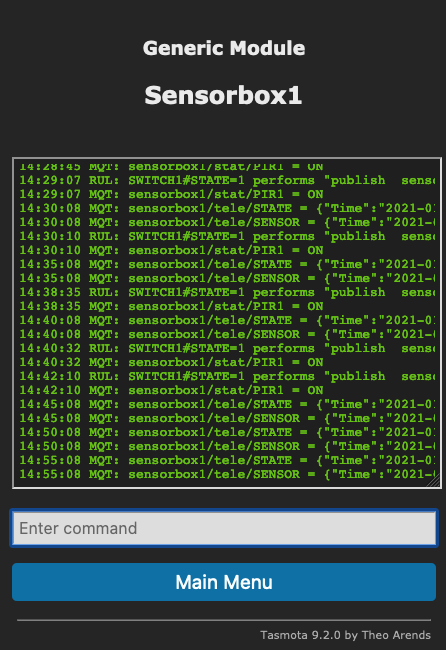 Generic Module
Sensorbox1
14:28:45 MQT: sensorbox1/stat/PIR1 = ON
14:29:07 RUL: SWITCH1#STATE=1 performs "publish  senso
14:29:07 MQT: sensorbox1/stat/PIR1 = ON
14:30:08 MQT: sensorbox1/tele/STATE = {"Time":"2021-01
14:30:08 MQT: sensorbox1/tele/SENSOR = {"Time":"2021-0
14:30:10 RUL: SWITCH1#STATE=1 performs "publish  senso
14:30:10 MQT: sensorbox1/stat/PIR1 = ON
14:35:08 MQT: sensorbox1/tele/STATE = {"Time":"2021-01
14:35:08 MQT: sensorbox1/tele/SENSOR = {"Time":"2021-0
14:38:35 RUL: SWITCH1#STATE=1 performs "publish  senso
14:38:35 MQT: sensorbox1/stat/PIR1 = ON
14:40:08 MQT: sensorbox1/tele/STATE = {"Time":"2021-01
14:40:08 MQT: sensorbox1/tele/SENSOR = {"Time":"2021-0
14:40:32 RUL: SWITCH1#STATE=1 performs "publish  senso
14:40:32 MQT: sensorbox1/stat/PIR1 = ON
14:42:10 RUL: SWITCH1#STATE=1 performs "publish  senso
14:42:10 MQT: sensorbox1/stat/PIR1 = ON
14:45:08 MQT: sensorbox1/tele/STATE = {"Time":"2021-01
14:45:08 MQT: sensorbox1/tele/SENSOR = {"Time":"2021-0
14:50:08 MQT: sensorbox1/tele/STATE = {"Time":"2021-01
14:50:08 MQT: sensorbox1/tele/SENSOR = {"Time":"2021-0
14:55:08 MQT: sensorbox1/tele/STATE = {"Time":"2021-01
14:55:08 MQT: sensorbox1/tele/SENSOR = {"Time":"2021-0
Enter command
Main Menu
Tasmota 9.2.0 by Theo Arends